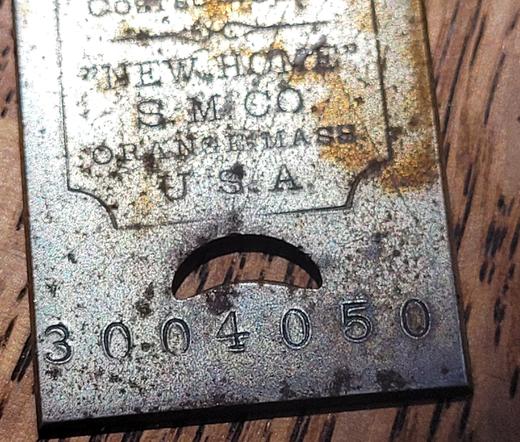 "NEW HOME"
S. M. CO.
ORANGE MASS.
U. S. A.
3004050